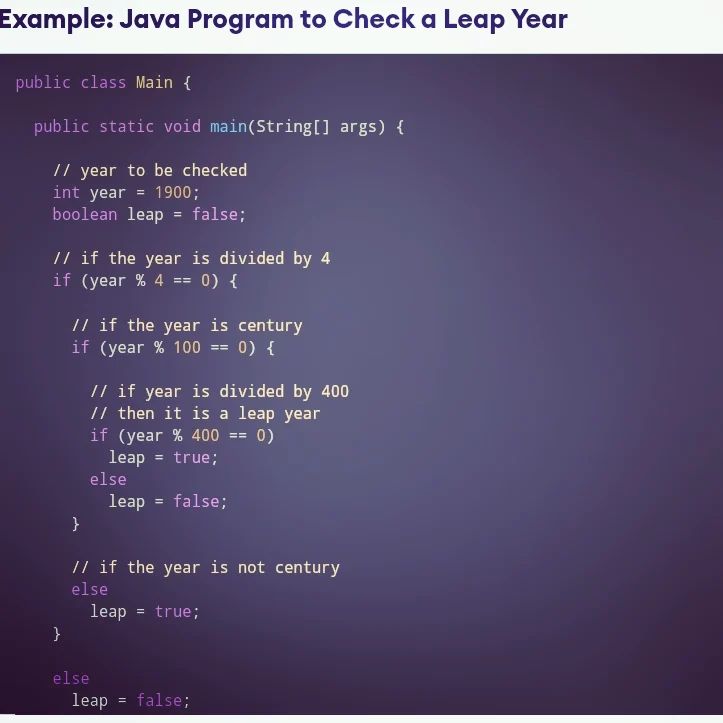 Example: Java Program to Check a Leap Year
public class Main {
public static void main(String[] args) {
// year to be checked
int year = 1900;
boolean leap = false;
// if the year is divided by 4
if (year % 4 == 0) {
// if the year is century
if (year % 100 == 0) {
// if year is divided by 400
// then it is a leap year
if (year % 400 == 0)
leap = true;
else
leap = false;
}
// if the year is not century
else
leap = true;
}
else
leap = false;